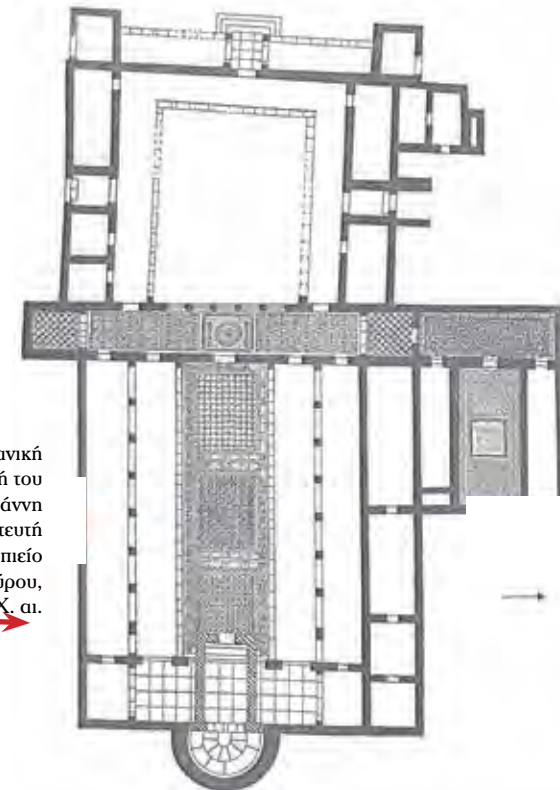 ανική
ή του
άννη
τευτή
πιείο
ύρου,
Χ. αι.